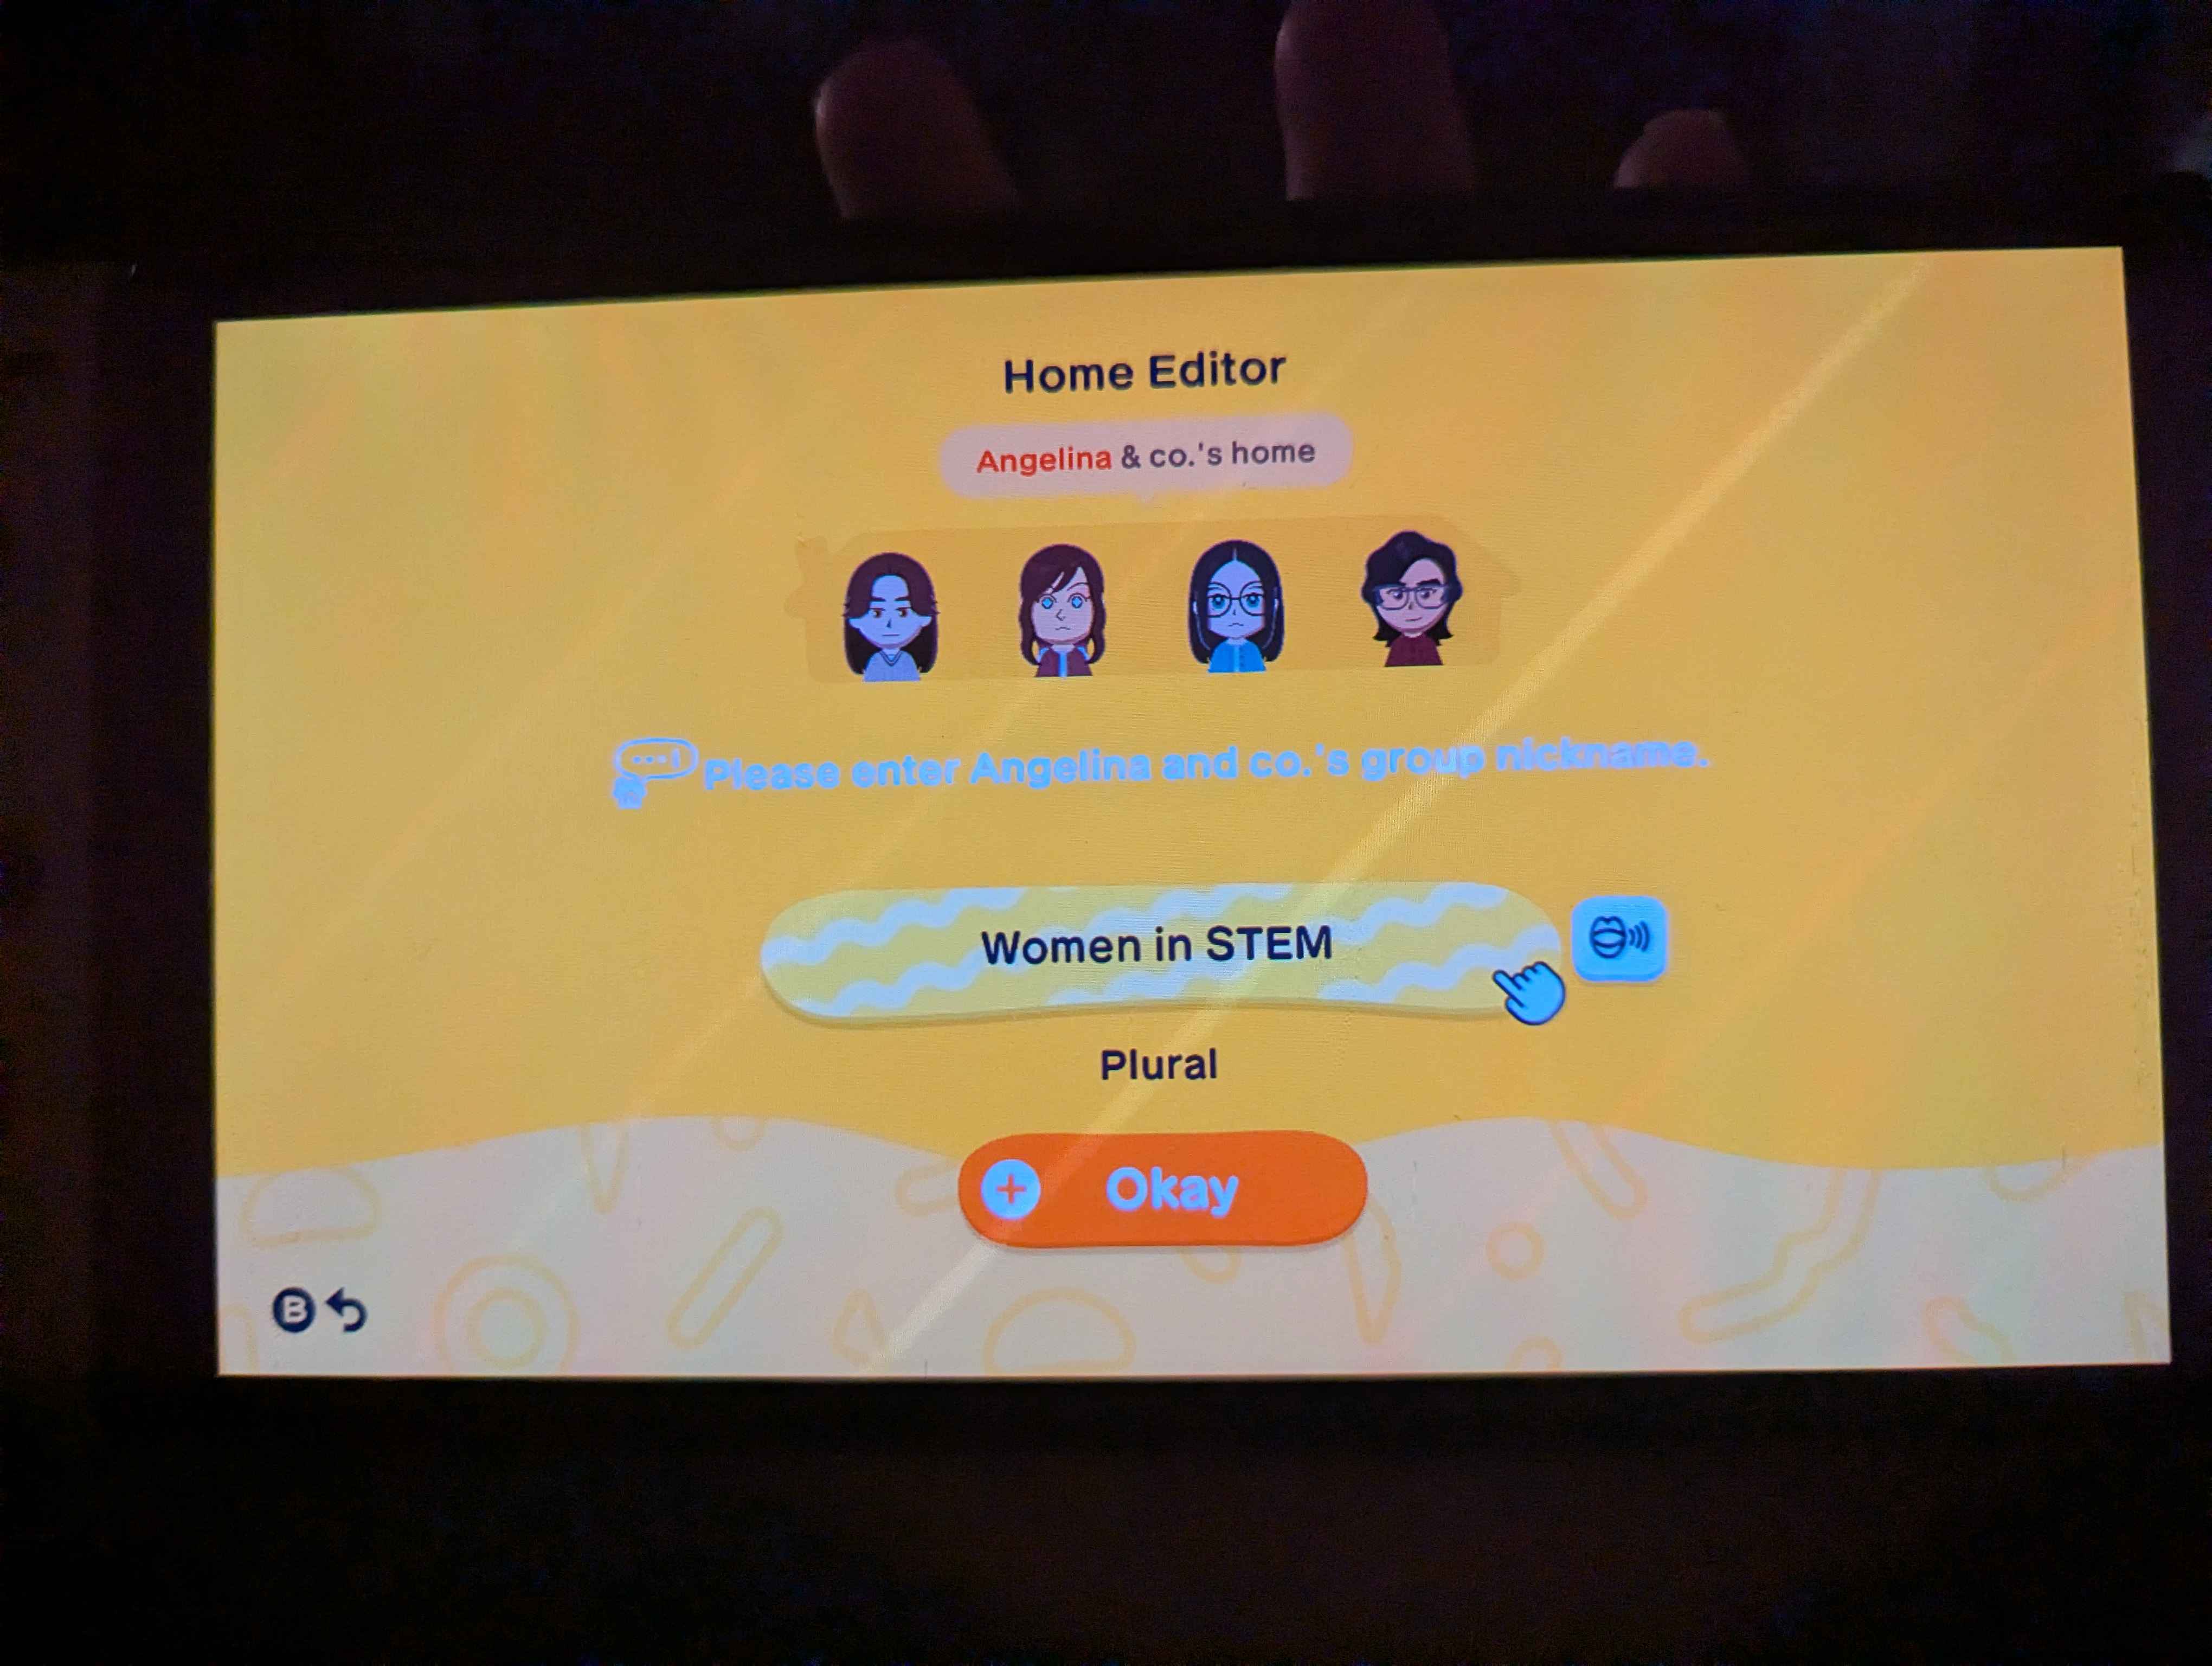 Home Editor
Angelina & co.'s home
Please enter Angelina and co.'s group nickname.
Women in STEM
Plural
+ Okay
B